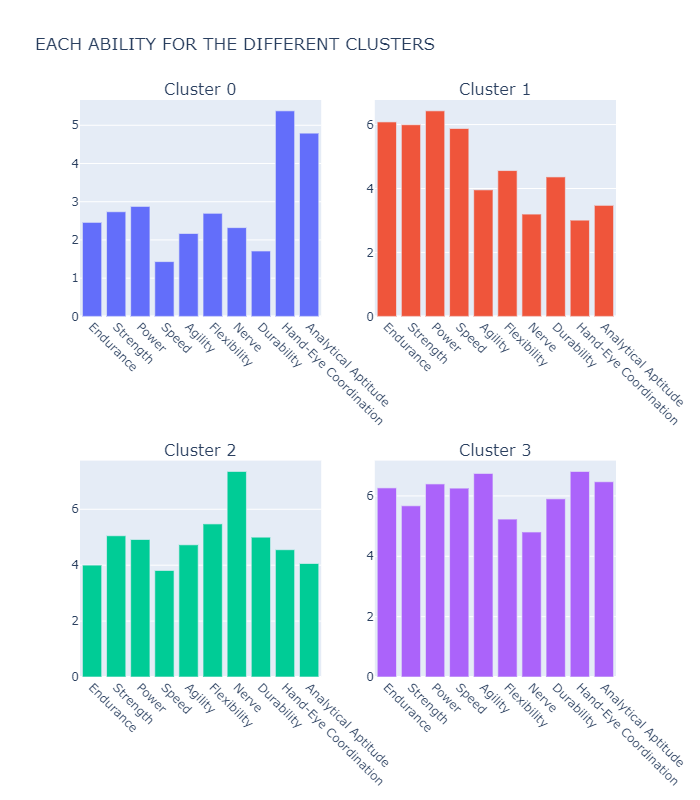 EACH ABILITY FOR THE DIFFERENT CLUSTERS
Cluster 0
5
4
3
2
1
0
Endurance
Strength
Power
Speed
Agility
Flexibility
Nerve
Durability
Hand-Eye Coordination
Analytical Aptitude
Cluster 1
6
4
2
0
Endurance
Strength
Power
Speed
Agility
Flexibility
Nerve
Durability
Hand-Eye Coordination
Analytical Aptitude
Cluster 2
6
4
2
0
Endurance
Strength
Power
Speed
Agility
Flexibility
Nerve
Durability
Hand-Eye Coordination
Analytical Aptitude
Cluster 3
6
4
2
0
Endurance
Strength
Power
Speed
Agility
Flexibility
Nerve
Durability
Hand-Eye Coordination
Analytical Aptitude